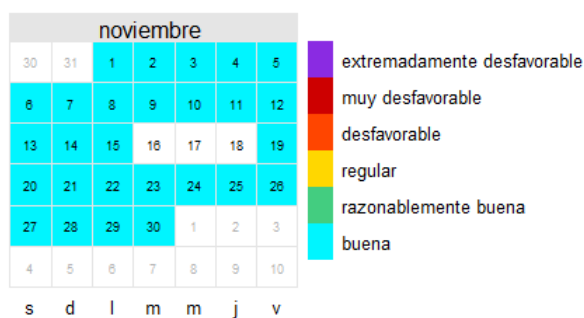 noviembre
30 31 1 2 3 4 5
6 7 8 9 10 11 12
13 14 15 16 17 18 19
20 21 22 23 24 25 26
27 28 29 30 1 2 3
4 5 6 7 8 9 10
s d l m m j v
extremadamente desfavorable
muy desfavorable
desfavorable
regular
razonablemente buena
buena